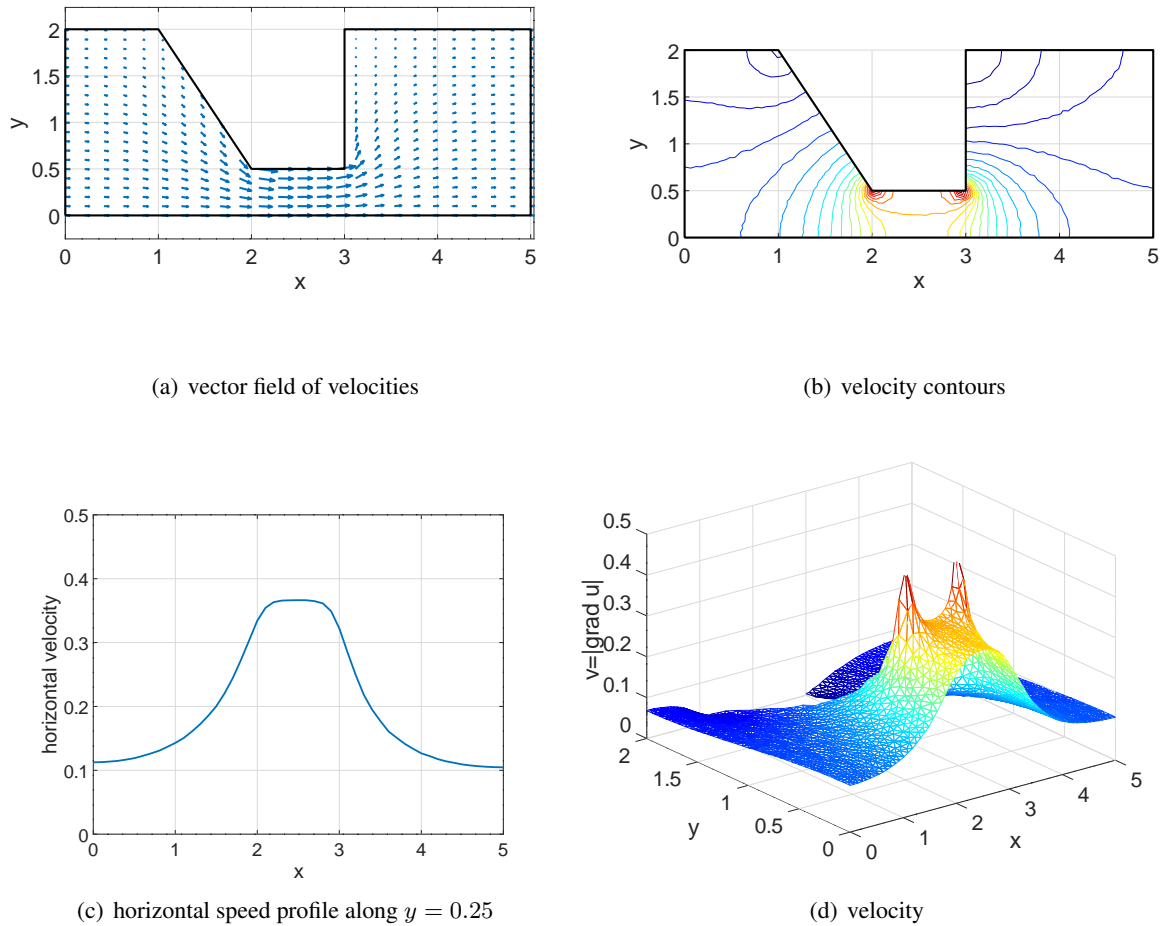 2
1.5
1
0.5
0
y
0 1 2 3 4 5
x
(a) vector field of velocities
2
1.5
1
0.5
0
y
0 1 2 3 4 5
x
(b) velocity contours
0.5
0.4
0.3
0.2
0.1
0
horizontal velocity
0 1 2 3 4 5
x
(c) horizontal speed profile along y = 0.25
0.5
0.4
0.3
0.2
0.1
0
v=|grad u|
2
1.5
1
0.5
0
y
0 1 2 3 4 5
x
(d) velocity